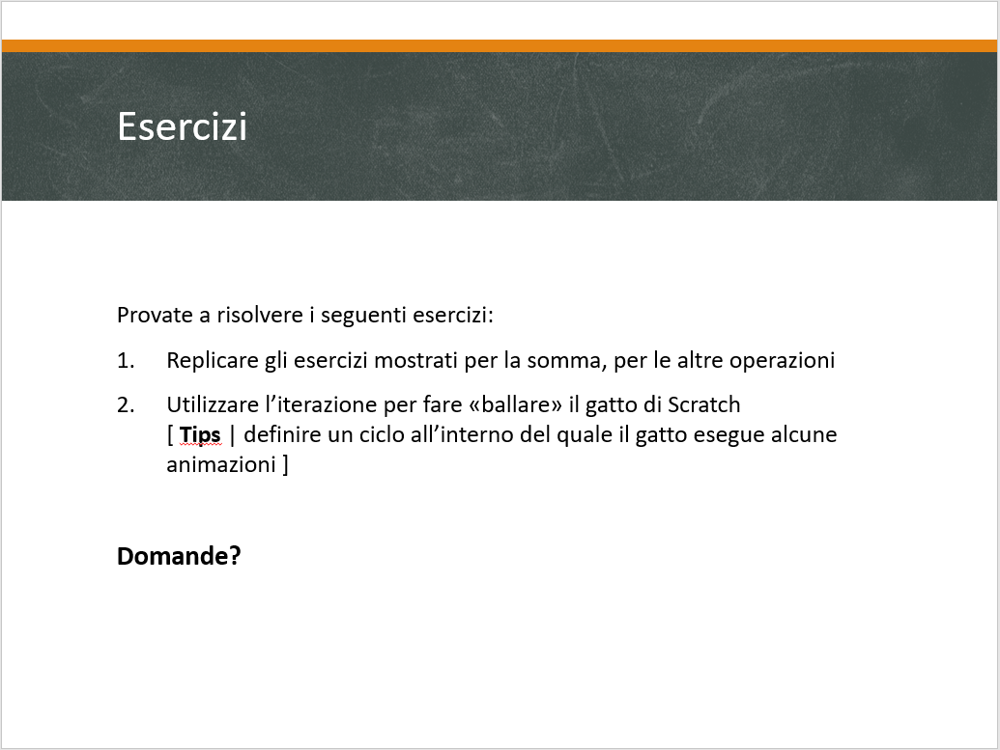 Esercizi
Provate a risolvere i seguenti esercizi:
1. Replicare gli esercizi mostrati per la somma, per le altre operazioni
2. Utilizzare l’iterazione per fare «ballare» il gatto di Scratch
[ Tips | definire un ciclo all’interno del quale il gatto esegue alcune
animazioni ]
Domande?